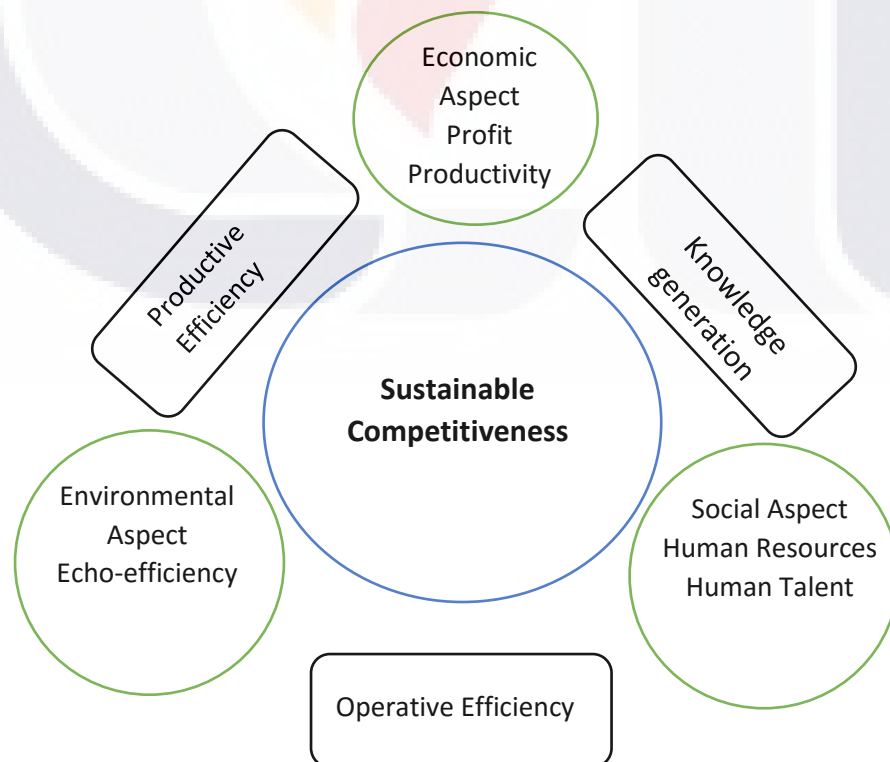 Economic
Aspect
Profit
Productivity
Productive
Efficiency
Knowledge
generation
Sustainable
Competitiveness
Environmental
Aspect
Echo-efficiency
Social Aspect
Human Resources
Human Talent
Operative Efficiency